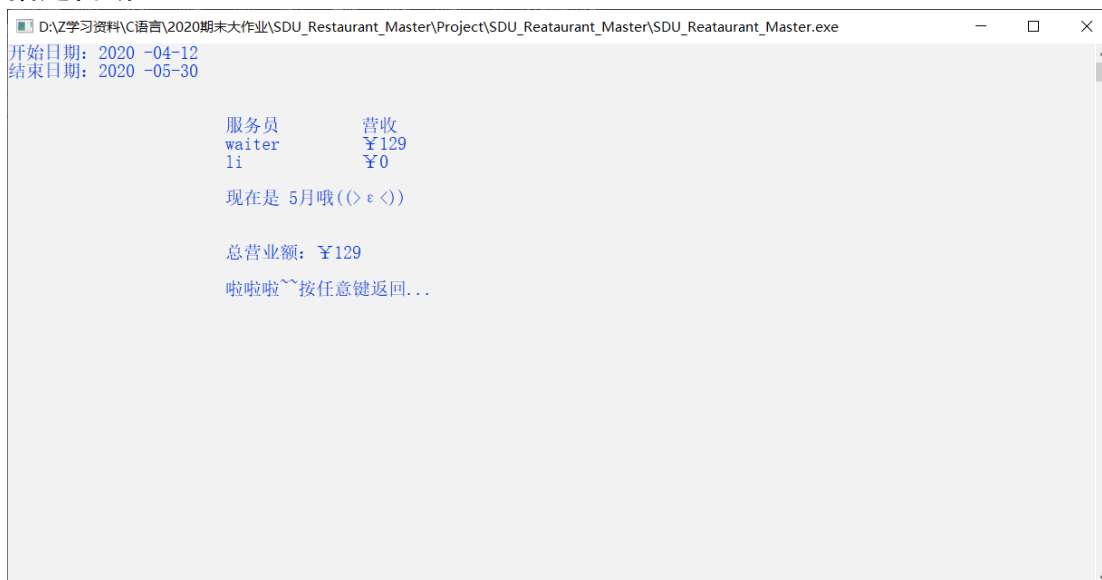 D:\Z学习资料\C语言\2020期末大作业\SDU_Restaurant_Master\Project\SDU_Reataurant_Master\SDU_Reataurant_Master.exe
开始日期：2020 -04-12
结束日期：2020 -05-30
服务员 营收
waiter ￥129
li ￥0
现在是 5月哦((>ε<))
总营业额：￥129
啦啦啦~~按任意键返回...